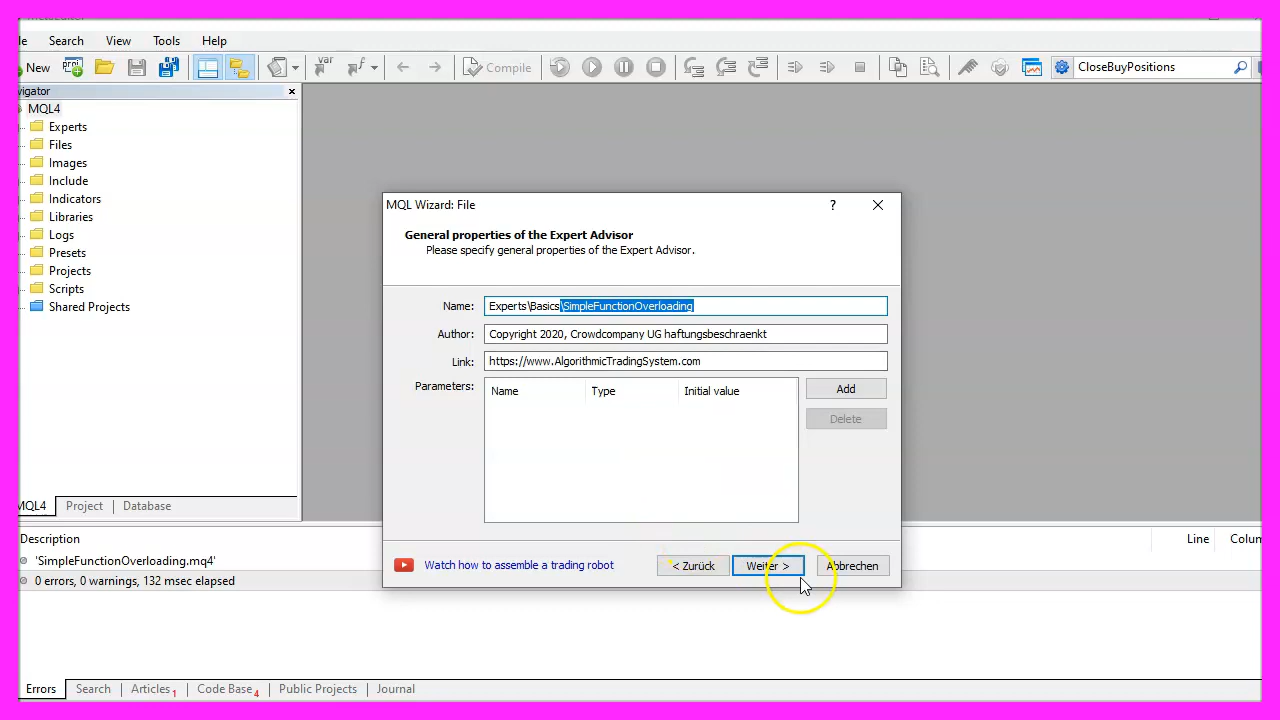 le Search View Tools Help
New Compile CloseBuyPositions
vigator
MQL4
Experts
Files
Images
Include
Indicators
Libraries
Logs
Presets
Projects
Scripts
Shared Projects
MQL4 Project Database
MQL Wizard: File ?
General properties of the Expert Advisor
Please specify general properties of the Expert Advisor.
Name: Experts\Basics\SimpleFunctionOverloading
Author: Copyright 2020, Crowdcompany UG haftungsbeschraenkt
Link: https://www.AlgorithmicTradingSystem.com
Parameters: Name Type Initial value Add
Delete
Watch how to assemble a trading robot < Zurück Weiter > Abbrechen
Description Line Colum
'SimpleFunctionOverloading.mq4'
0 errors, 0 warnings, 132 msec elapsed
Errors Search Articles 1 Code Base 4 Public Projects Journal